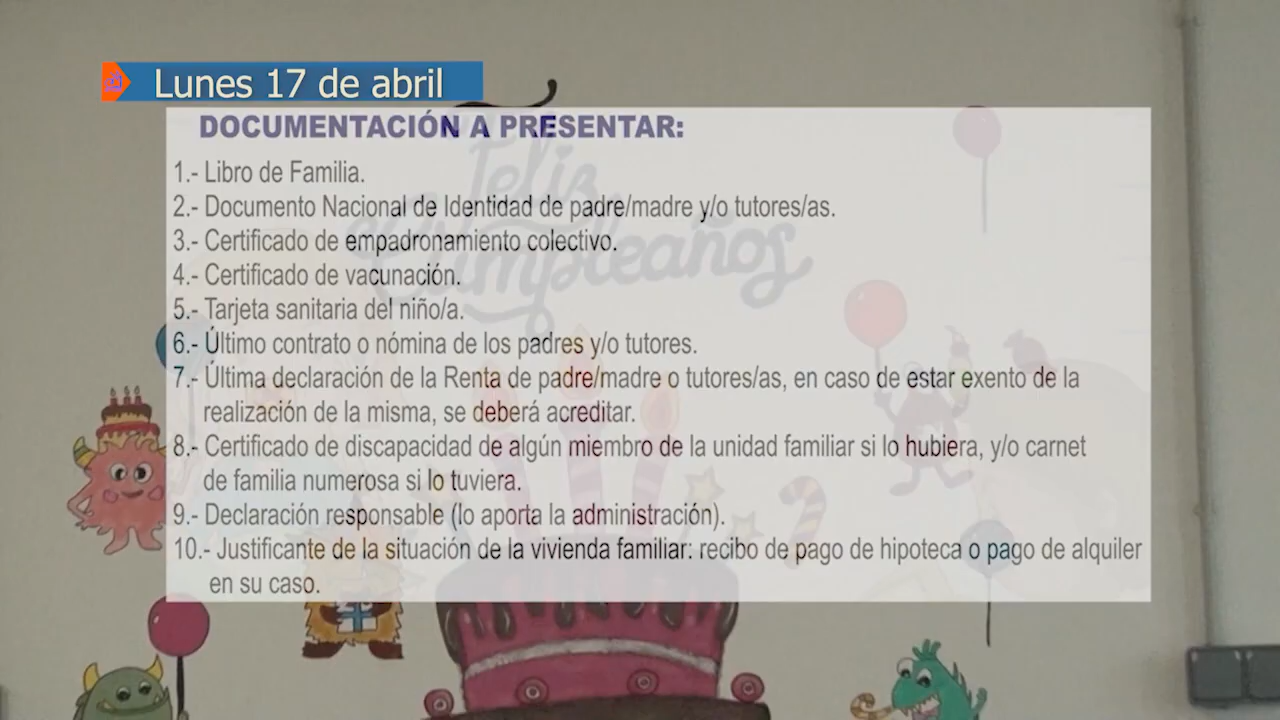 Lunes 17 de abril
DOCUMENTACIÓN A PRESENTAR:
1.- Libro de Familia.
2.- Documento Nacional de Identidad de padre/madre y/o tutores/as.
3.- Certificado de empadronamiento colectivo.
4.- Certificado de vacunación.
5.- Tarjeta sanitaria del niño/a.
6.- Último contrato o nómina de los padres y/o tutores.
7.- Última declaración de la Renta de padre/madre o tutores/as, en caso de estar exento de la
realización de la misma, se deberá acreditar.
8.- Certificado de discapacidad de algún miembro de la unidad familiar si lo hubiera, y/o carnet
de familia numerosa si lo tuviera.
9.- Declaración responsable (lo aporta la administración).
10.- Justificante de la situación de la vivienda familiar: recibo de pago de hipoteca o pago de alquiler
en su caso.
Feliz
Cumpleaños